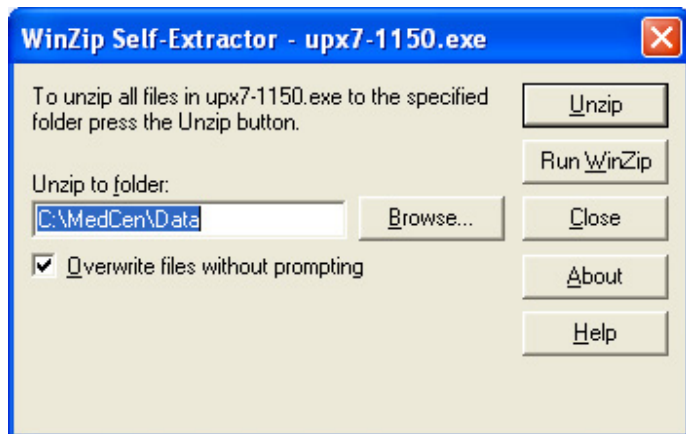 WinZip Self-Extractor - upx7-1150.exe
To unzip all files in upx7-1150.exe to the specified
folder press the Unzip button.
Unzip to folder:
C:\MedCen\Data
Browse...
Overwrite files without prompting
Unzip
Run WinZip
Close
About
Help